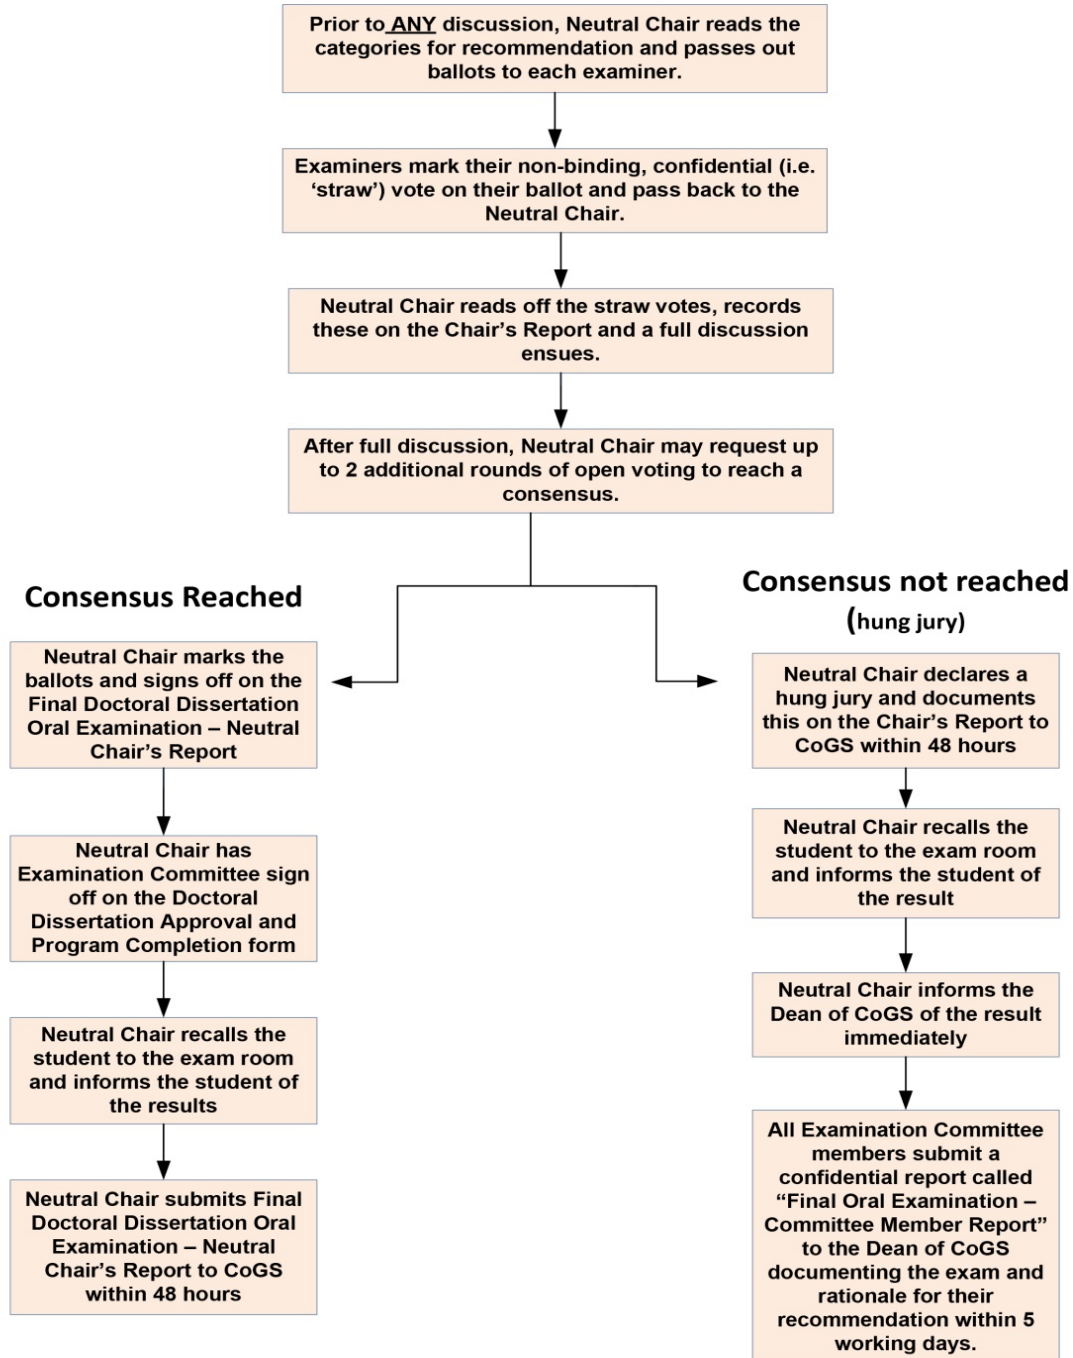 Prior to ANY discussion, Neutral Chair reads the
categories for recommendation and passes out
ballots to each examiner.
Examiners mark their non-binding, confidential (i.e.
‘straw’) vote on their ballot and pass back to the
Neutral Chair.
Neutral Chair reads off the straw votes, records
these on the Chair’s Report and a full discussion
ensues.
After full discussion, Neutral Chair may request up
to 2 additional rounds of open voting to reach a
consensus.
Consensus Reached
Neutral Chair marks the
ballots and signs off on the
Final Doctoral Dissertation
Oral Examination – Neutral
Chair’s Report
Neutral Chair has
Examination Committee sign
off on the Doctoral
Dissertation Approval and
Program Completion form
Neutral Chair recalls the
student to the exam room
and informs the student of
the results
Neutral Chair submits Final
Doctoral Dissertation Oral
Examination – Neutral
Chair’s Report to CoGS
within 48 hours
Consensus not reached
(hung jury)
Neutral Chair declares a
hung jury and documents
this on the Chair’s Report to
CoGS within 48 hours
Neutral Chair recalls the
student to the exam room
and informs the student of
the result
Neutral Chair informs the
Dean of CoGS of the result
immediately
All Examination Committee
members submit a
confidential report called
“Final Oral Examination –
Committee Member Report”
to the Dean of CoGS
documenting the exam and
rationale for their
recommendation within 5
working days.